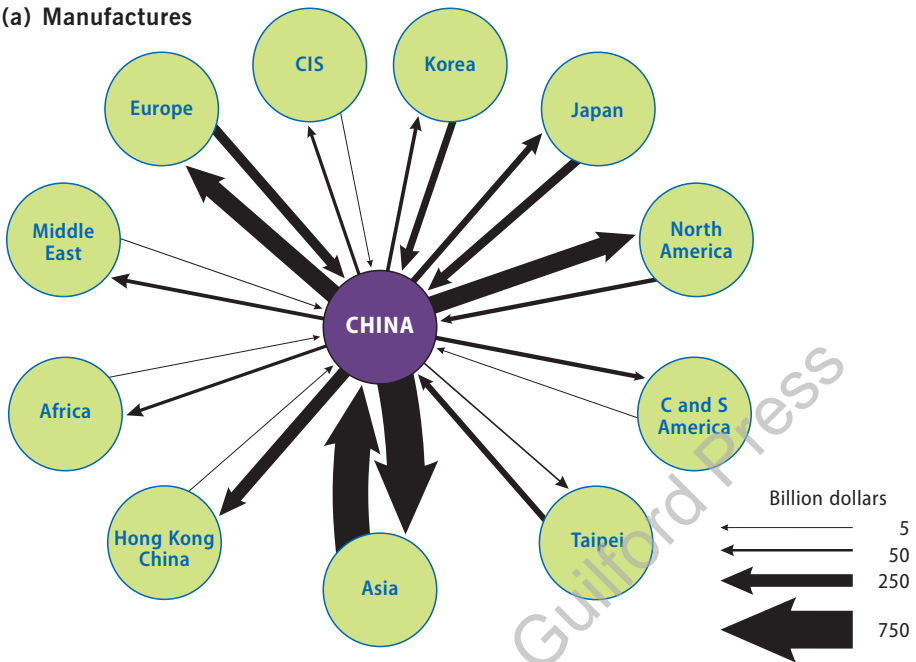 (a) Manufactures
CIS
Korea
Europe
Japan
Middle
East
North
America
CHINA
Africa
C and S
America
Hong Kong
China
Asia
Taipei
Billion dollars
5
50
250
750
Guilford Press